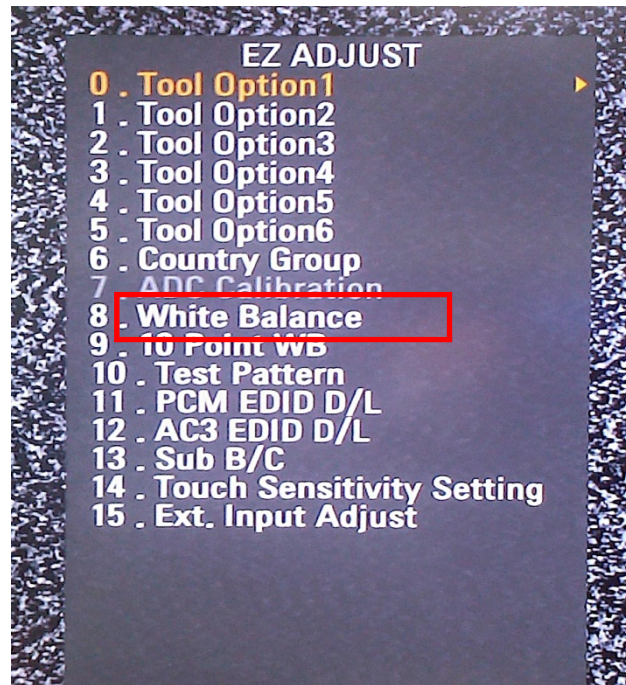 EZ ADJUST
0 . Tool Option1
1 . Tool Option2
2 . Tool Option3
3 . Tool Option4
4 . Tool Option5
5 . Tool Option6
6 . Country Group
7 . ADC Calibration
8 . White Balance
9 . 10 Point WB
10 . Test Pattern
11 . PCM EDID D/L
12 . AC3 EDID D/L
13 . Sub B/C
14 . Touch Sensitivity Setting
15 . Ext. Input Adjust